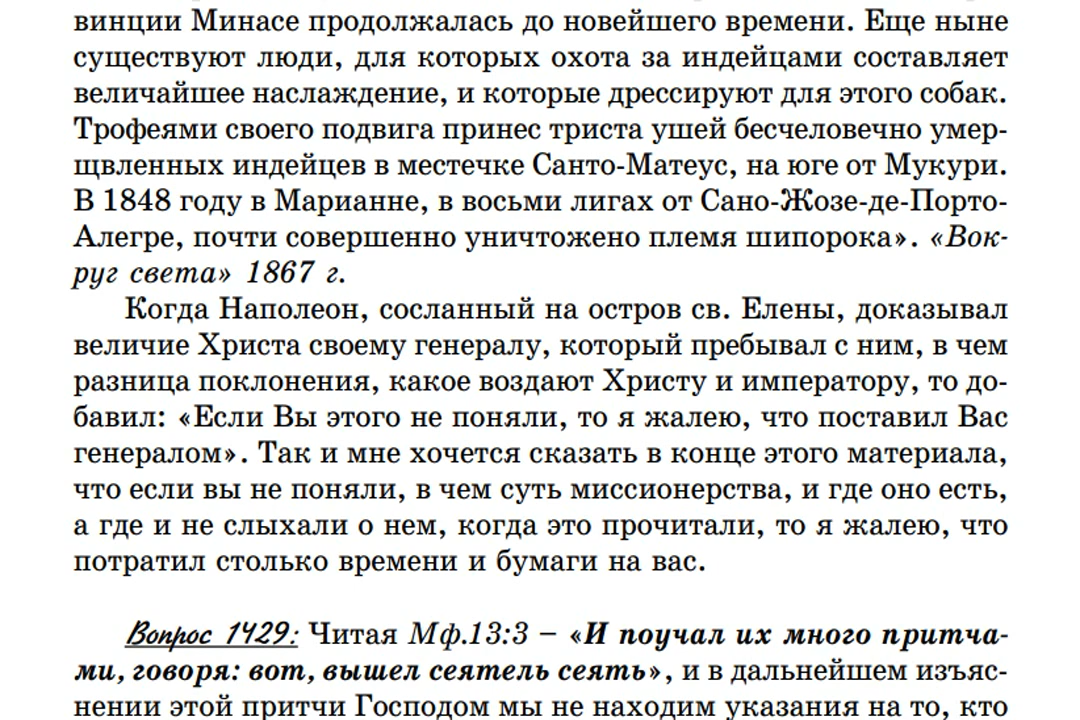 винции Минасе продолжалась до новейшего времени. Еще ныне
существуют люди, для которых охота за индейцами составляет
величайшее наслаждение, и которые дрессируют для этого собак.
Трофеями своего подвига принес триста ушей бесчеловечно умер-
щвленных индейцев в местечке Санто-Матеус, на юге от Мукури.
В 1848 году в Марианне, в восьми лигах от Сано-Жозе-де-Порто-
Алегре, почти совершенно уничтожено племя шипорока». «Вок-
руг света» 1867 г.
Когда Наполеон, сосланный на остров св. Елены, доказывал
величие Христа своему генералу, который пребывал с ним, в чем
разница поклонения, какое воздают Христу и императору, то до-
бавил: «Если Вы этого не поняли, то я жалею, что поставил Вас
генералом». Так и мне хочется сказать в конце этого материала,
что если вы не поняли, в чем суть миссионерства, и где оно есть,
а где и не слыхали о нем, когда это прочитали, то я жалею, что
потратил столько времени и бумаги на вас.
Вопрос 1429: Читая Мф.13:3 – «И поучал их много притча-
ми, говоря: вот, вышел сеятель сеять», и в дальнейшем изъяс-
нении этой притчи Господом мы не находим указания на то, кто